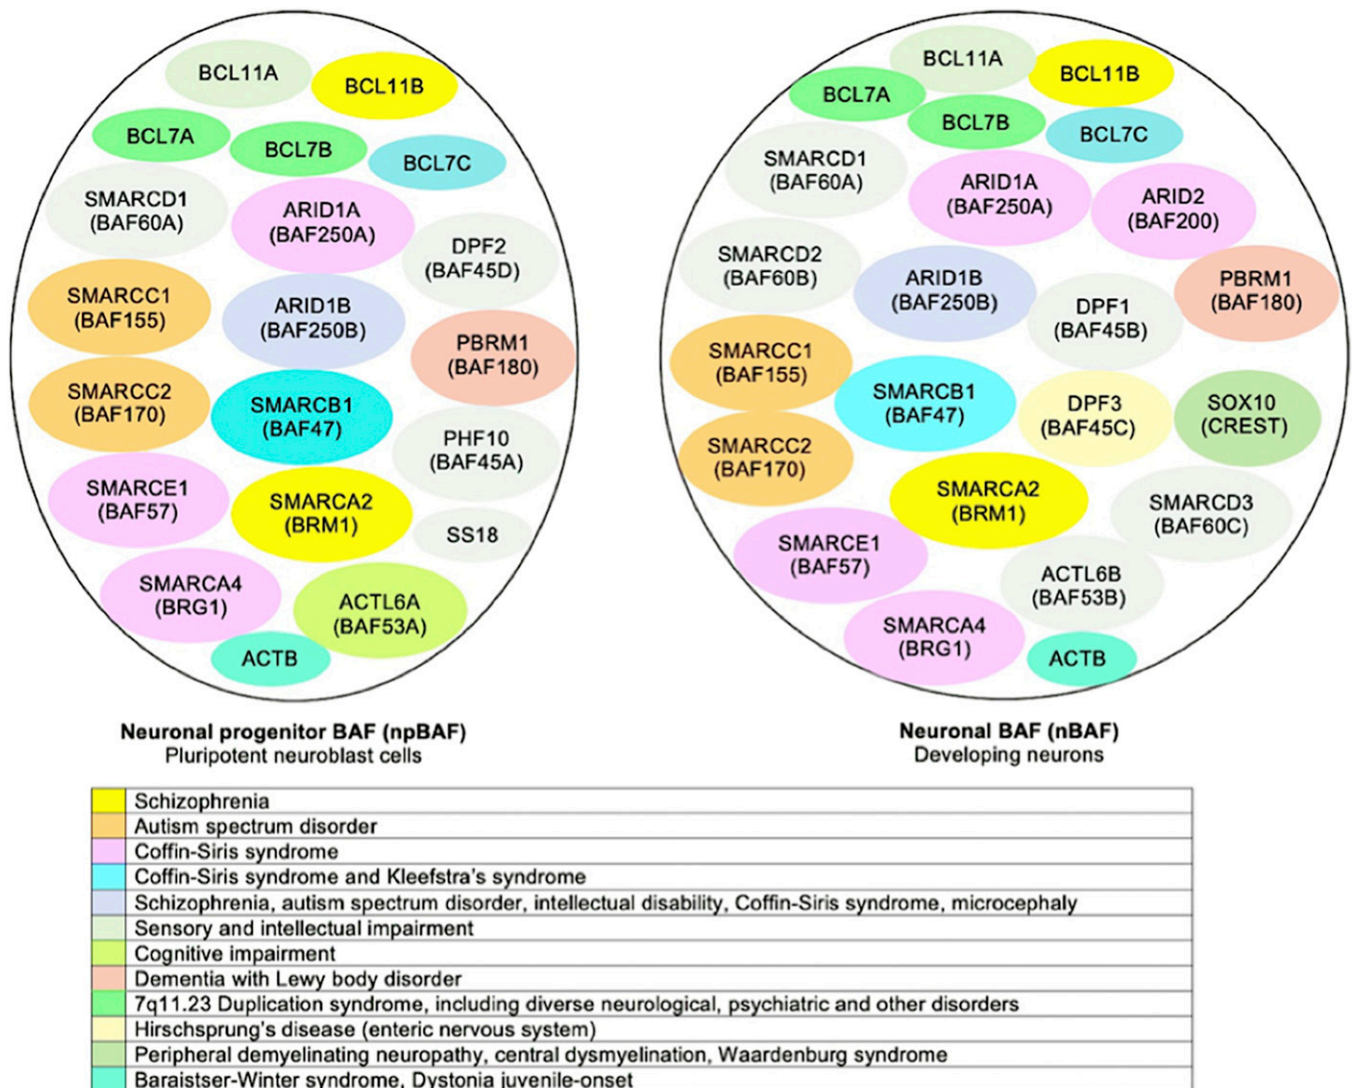 BCL11A
BCL11B
BCL7A
BCL7B
BCL7C
SMARCD1
(BAF60A)
ARID1A
(BAF250A)
DPF2
(BAF45D)
SMARCC1
(BAF155)
ARID1B
(BAF250B)
PBRM1
(BAF180)
SMARCC2
(BAF170)
SMARCB1
(BAF47)
PHF10
(BAF45A)
SMARCE1
(BAF57)
SMARCA2
(BRM1)
SS18
SMARCA4
(BRG1)
ACTL6A
(BAF53A)
ACTB
Neuronal progenitor BAF (npBAF)
Pluripotent neuroblast cells
BCL11A
BCL11B
BCL7A
BCL7B
BCL7C
SMARCD1
(BAF60A)
ARID1A
(BAF250A)
ARID2
(BAF200)
SMARCD2
(BAF60B)
ARID1B
(BAF250B)
DPF1
(BAF45B)
PBRM1
(BAF180)
SMARCC1
(BAF155)
SMARCB1
(BAF47)
DPF3
(BAF45C)
SOX10
(CREST)
SMARCC2
(BAF170)
SMARCA2
(BRM1)
SMARCD3
(BAF60C)
SMARCE1
(BAF57)
ACTL6B
(BAF53B)
SMARCA4
(BRG1)
ACTB
Neuronal BAF (nBAF)
Developing neurons
Schizophrenia
Autism spectrum disorder
Coffin-Siris syndrome
Coffin-Siris syndrome and Kleefstra's syndrome
Schizophrenia, autism spectrum disorder, intellectual disability, Coffin-Siris syndrome, microcephaly
Sensory and intellectual impairment
Cognitive impairment
Dementia with Lewy body disorder
7q11.23 Duplication syndrome, including diverse neurological, psychiatric and other disorders
Hirschsprung's disease (enteric nervous system)
Peripheral demyelinating neuropathy, central dysmyelination, Waardenburg syndrome
Baraistser-Winter syndrome, Dystonia juvenile-onset